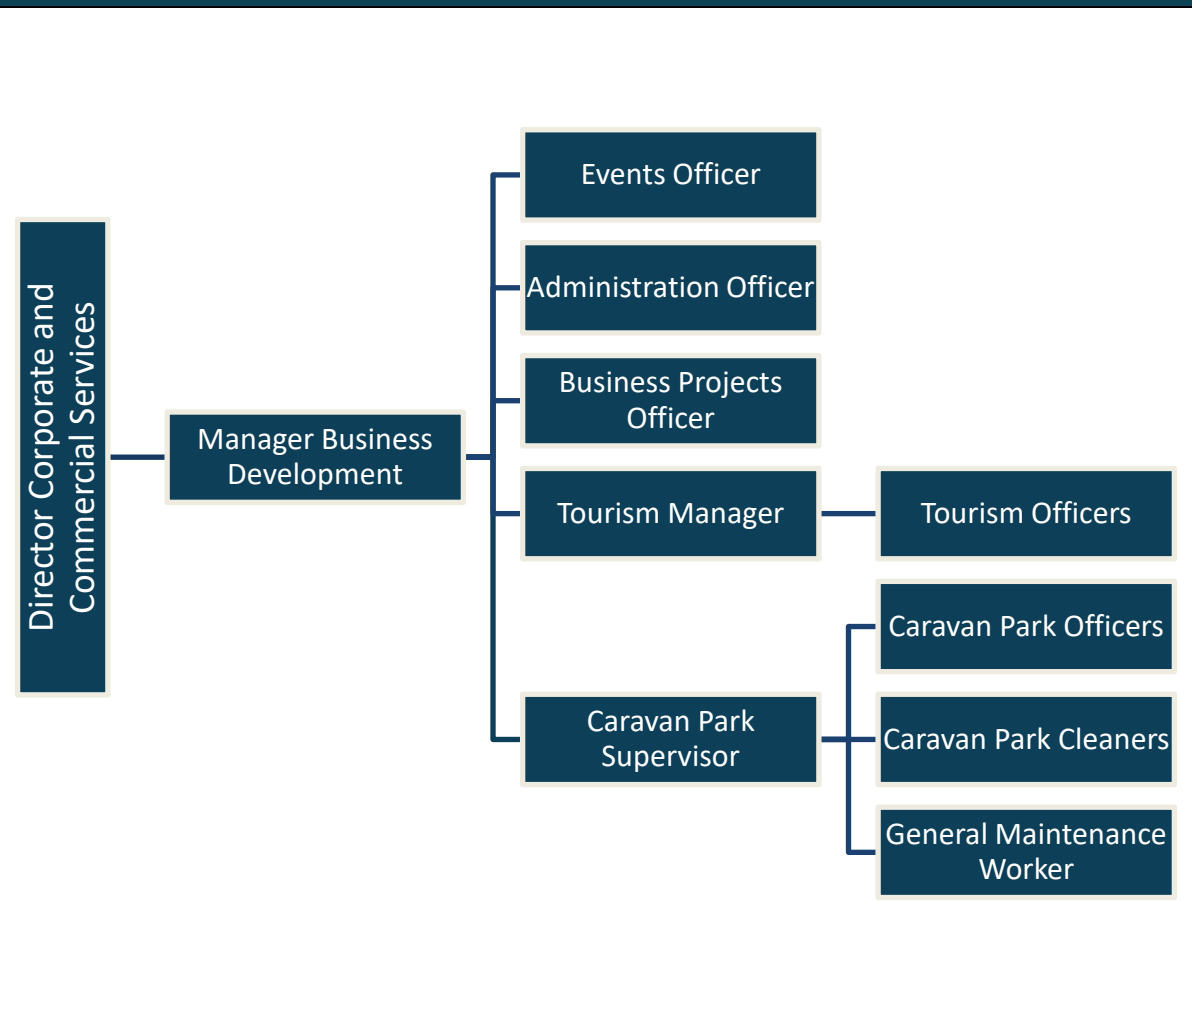 Director Corporate and
Commercial Services
Manager Business
Development
Events Officer
Administration Officer
Business Projects
Officer
Tourism Manager
Tourism Officers
Caravan Park
Supervisor
Caravan Park Officers
Caravan Park Cleaners
General Maintenance
Worker